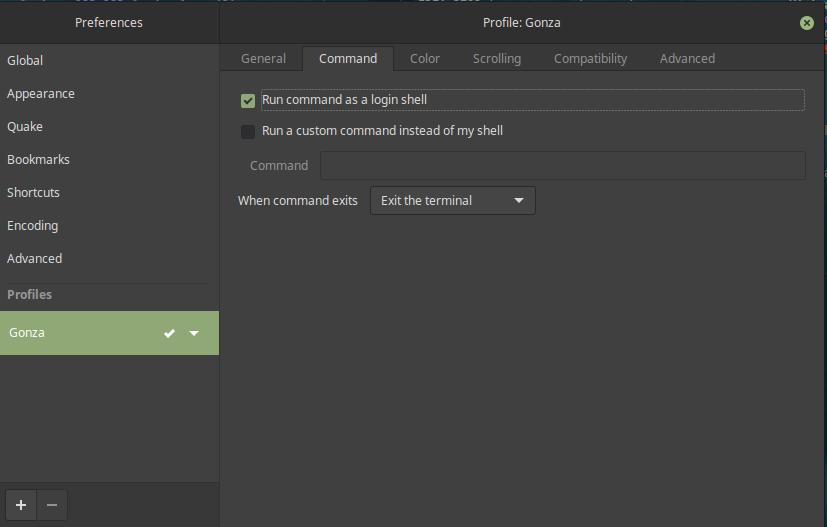 Preferences
Profile: Gonza
Global
Appearance
Quake
Bookmarks
Shortcuts
Encoding
Advanced
Profiles
Gonza
General Command Color Scrolling Compatibility Advanced
Run command as a login shell
Run a custom command instead of my shell
Command
When command exits Exit the terminal